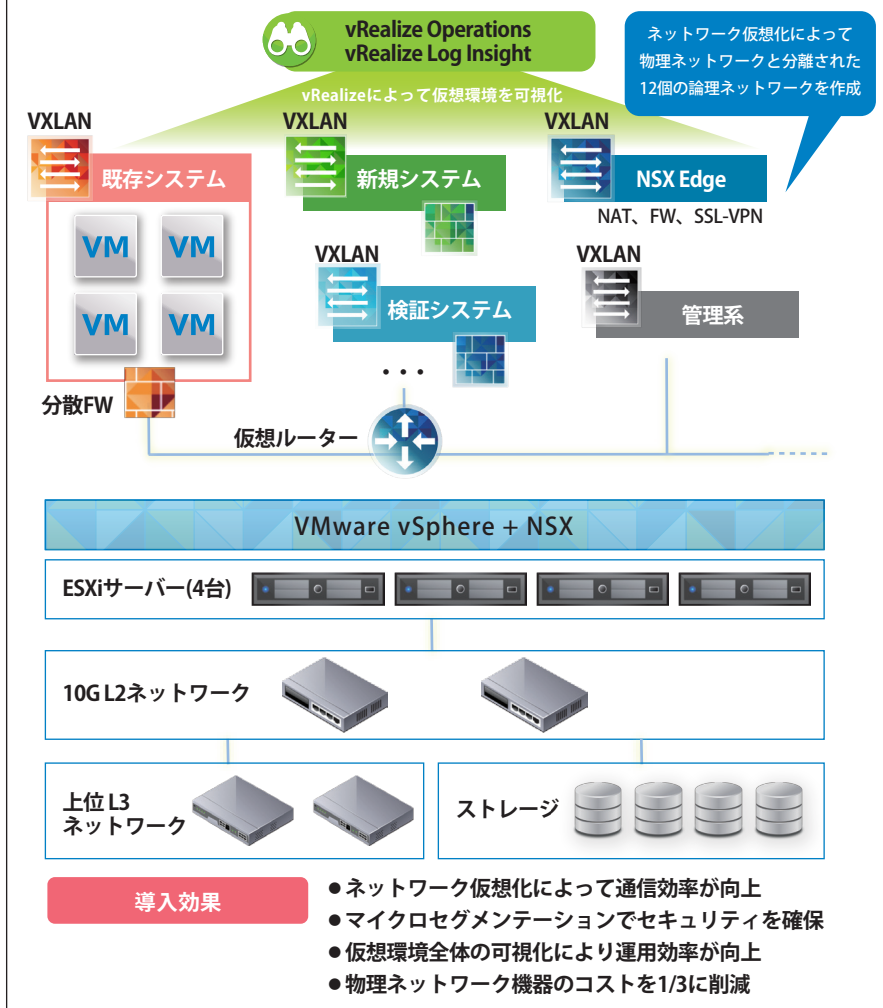 vRealize Operations
vRealize Log Insight
ネットワーク仮想化によって
物理ネットワークと分離された
12個の論理ネットワークを作成
vRealizeによって仮想環境を可視化
VXLAN
既存システム
VM
VM
VM
VM
分散FW
VXLAN
新規システム
VXLAN
NSX Edge
NAT、FW、SSL-VPN
VXLAN
検証システム
・・・
VXLAN
管理系
仮想ルーター
VMware vSphere + NSX
ESXiサーバー(4台)
10G L2ネットワーク
上位 L3
ネットワーク
ストレージ
導入効果
●ネットワーク仮想化によって通信効率が向上
●マイクロセグメンテーションでセキュリティを確保
●仮想環境全体の可視化により運用効率が向上
●物理ネットワーク機器のコストを1/3に削減